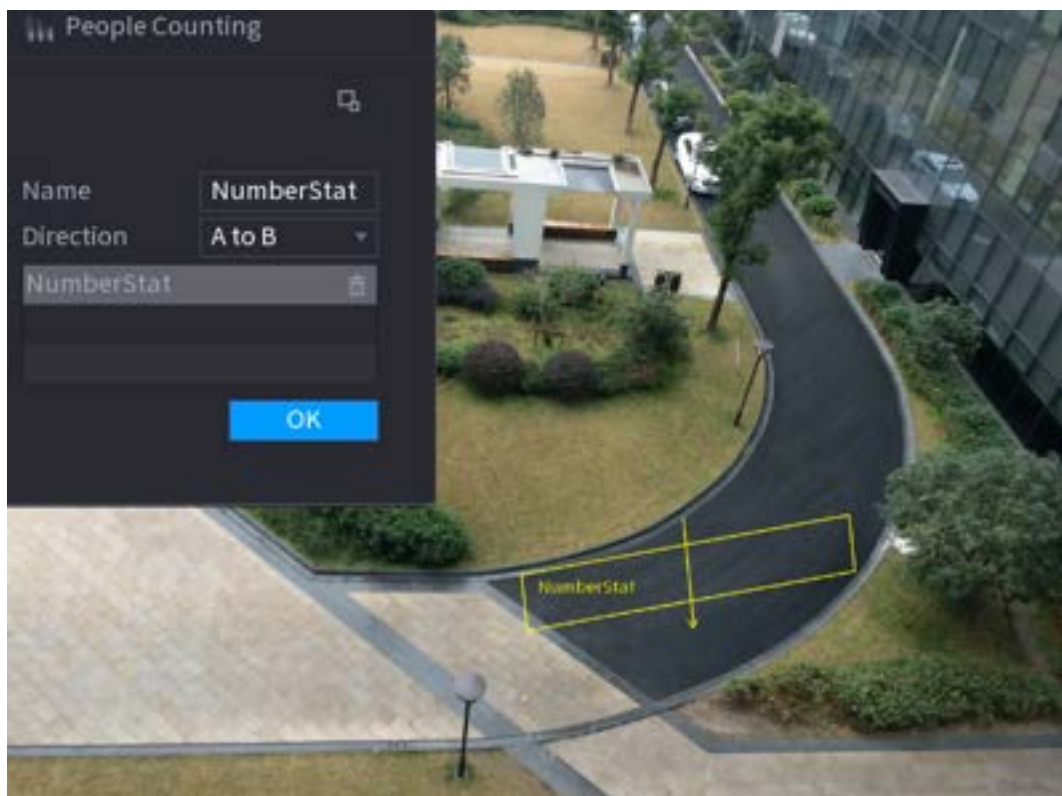 People Counting
Name NumberStat
Direction A to B
NumberStat
OK
NumberStat